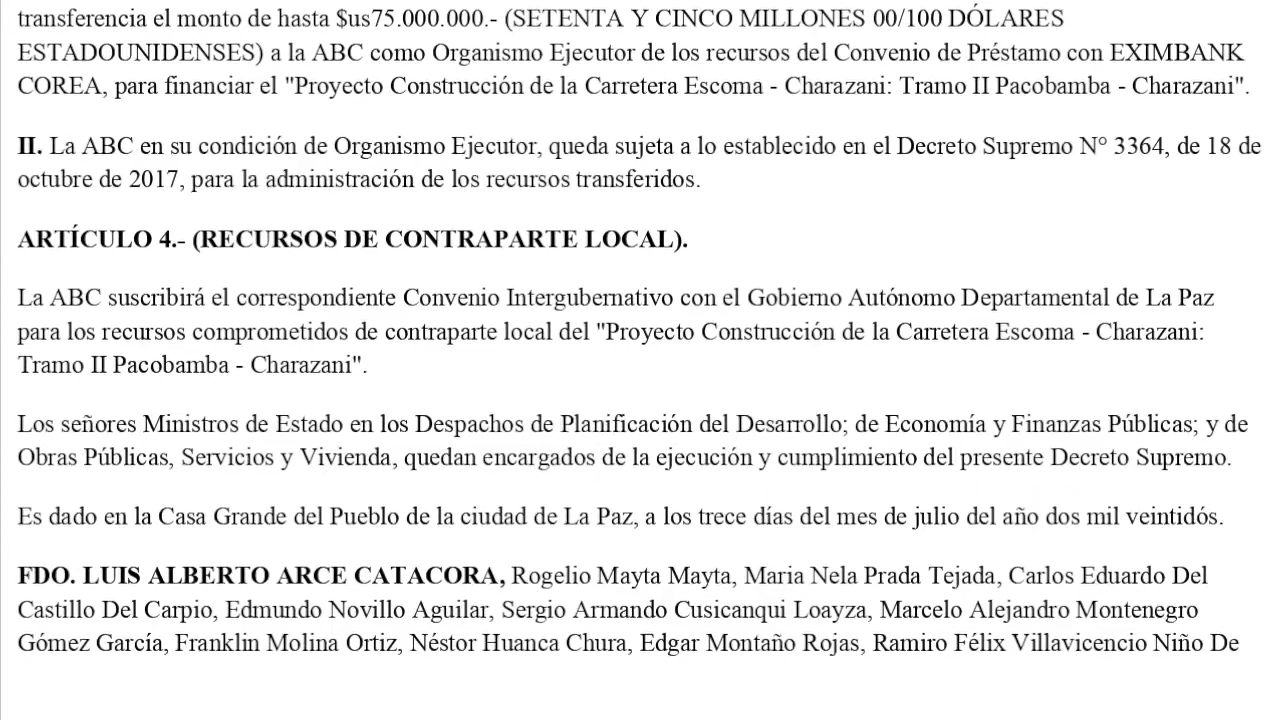 transferencia el monto de hasta $us75.000.000.- (SETENTA Y CINCO MILLONES 00/100 DÓLARES
ESTADOUNIDENSES) a la ABC como Organismo Ejecutor de los recursos del Convenio de Préstamo con EXIMBANK
COREA, para financiar el "Proyecto Construcción de la Carretera Escoma - Charazani: Tramo II Pacobamba - Charazani".
II. La ABC en su condición de Organismo Ejecutor, queda sujeta a lo establecido en el Decreto Supremo N° 3364, de 18 de
octubre de 2017, para la administración de los recursos transferidos.
ARTÍCULO 4.- (RECURSOS DE CONTRAPARTE LOCAL).
La ABC suscribirá el correspondiente Convenio Intergubernativo con el Gobierno Autónomo Departamental de La Paz
para los recursos comprometidos de contraparte local del "Proyecto Construcción de la Carretera Escoma - Charazani:
Tramo II Pacobamba - Charazani".
Los señores Ministros de Estado en los Despachos de Planificación del Desarrollo; de Economía y Finanzas Públicas; y de
Obras Públicas, Servicios y Vivienda, quedan encargados de la ejecución y cumplimiento del presente Decreto Supremo.
Es dado en la Casa Grande del Pueblo de la ciudad de La Paz, a los trece días del mes de julio del año dos mil veintidós.
FDO. LUIS ALBERTO ARCE CATACORA, Rogelio Mayta Mayta, Maria Nela Prada Tejada, Carlos Eduardo Del
Castillo Del Carpio, Edmundo Novillo Aguilar, Sergio Armando Cusicanqui Loayza, Marcelo Alejandro Montenegro
Gómez García, Franklin Molina Ortiz, Néstor Huanca Chura, Edgar Montaño Rojas, Ramiro Félix Villavicencio Niño De